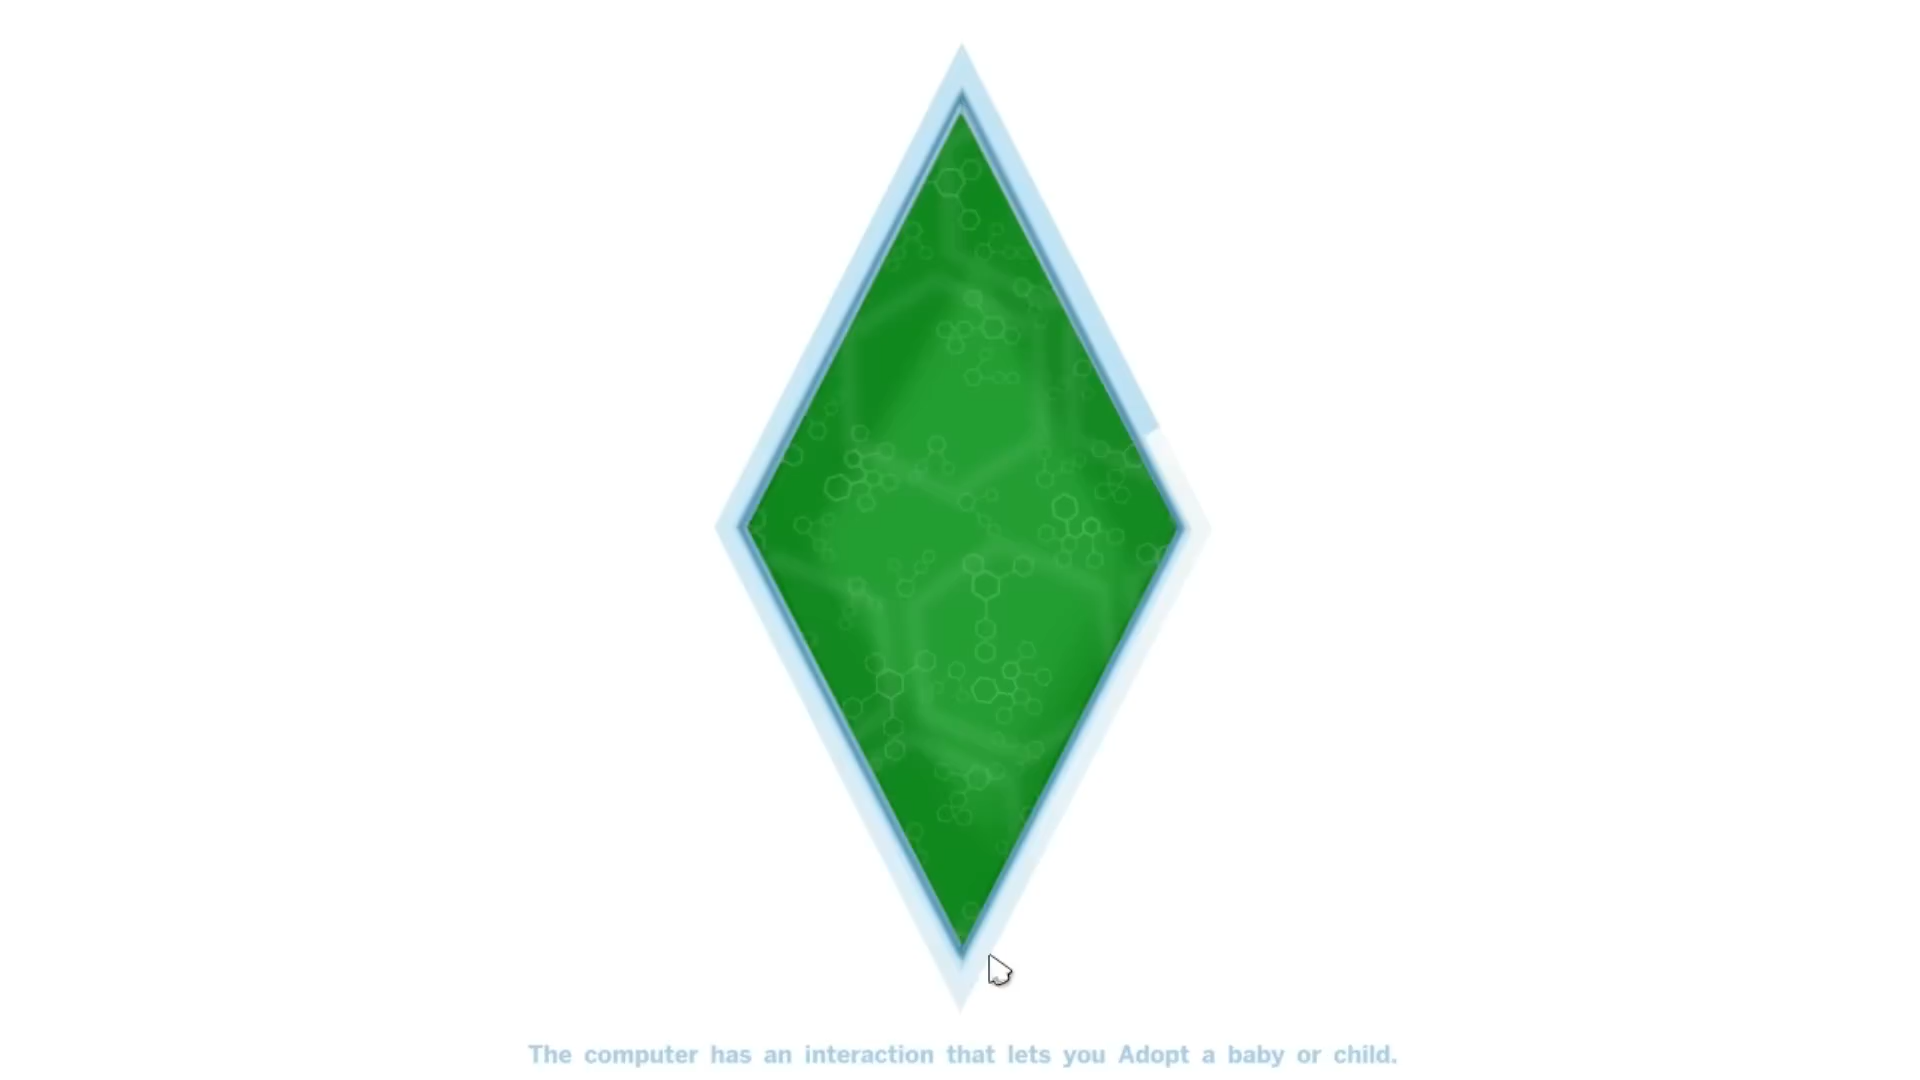 The computer has an interaction that lets you Adopt a baby or child.